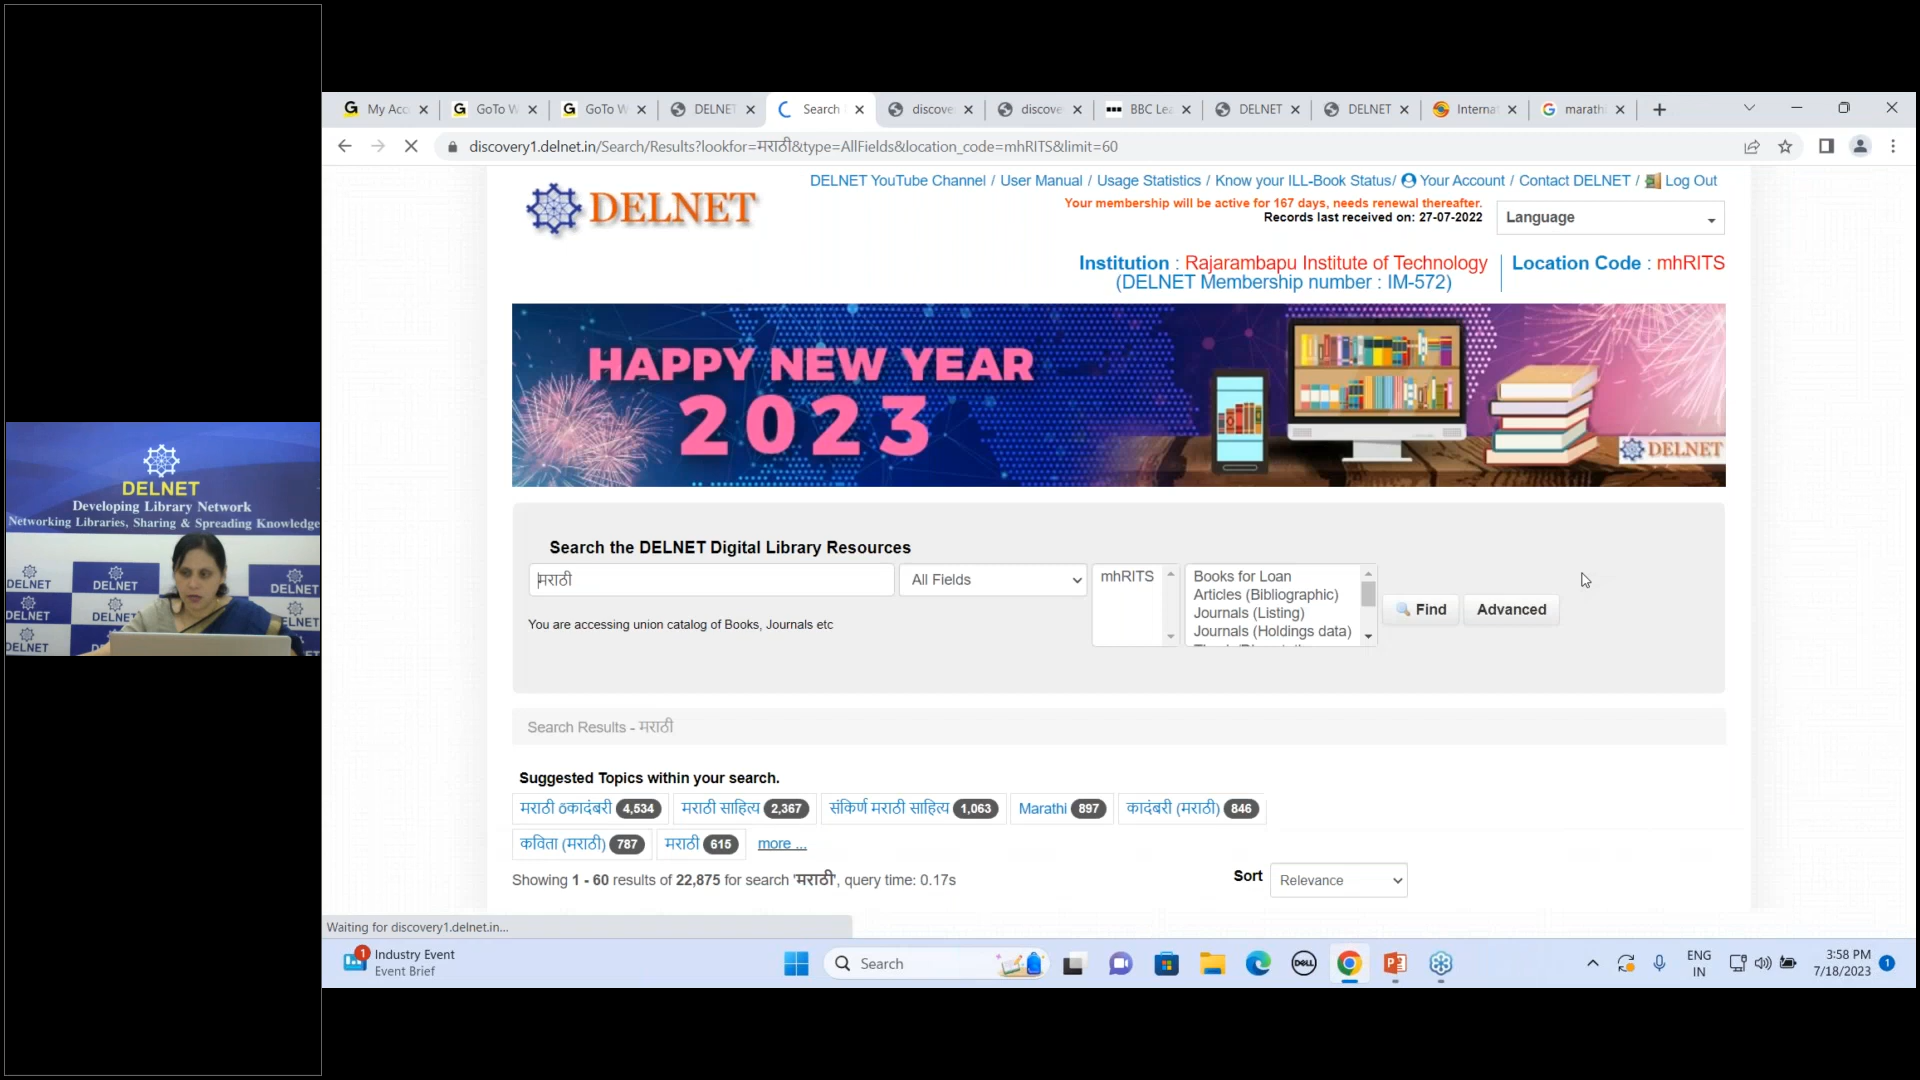 DELNET
Developing Library Network
Networking Libraries, Sharing & Spreading Knowledge
DELNET
DELNET
DELNET
DELNET
DELNET
My Acc
GoTo W
GoTo W
DELNET
Search
discove
discove
BBC Lea
DELNET
DELNET
Interna
marath
discovery1.delnet.in/Search/Results?lookfor=मराठी&type=AllFields&location_code=mhRITS&limit=60
DELNET
DELNET YouTube Channel / User Manual / Usage Statistics / Know your ILL-Book Status/ Your Account / Contact DELNET / Log Out
Your membership will be active for 167 days, needs renewal thereafter.
Records last received on: 27-07-2022
Language
Institution : Rajarambapu Institute of Technology
(DELNET Membership number : IM-572)
Location Code : mhRITS
HAPPY NEW YEAR
2023
DELNET
Search the DELNET Digital Library Resources
मराठी
All Fields
mhRITS
Books for Loan
Articles (Bibliographic)
Journals (Listing)
Journals (Holdings data)
Find
Advanced
You are accessing union catalog of Books, Journals etc
Search Results - मराठी
Suggested Topics within your search.
मराठी ōकादंबरी 4,534 मराठी साहित्य 2,367 संकिर्ण मराठी साहित्य 1,063 Marathi 897 कादंबरी (मराठी) 846
कविता (मराठी) 787 मराठी 615 more ...
Showing 1 - 60 results of 22,875 for search 'मराठी', query time: 0.17s
Sort
Relevance
Waiting for discovery1.delnet.in...
1
Industry Event
Event Brief
Search
DELL
ENG
IN
3:58 PM
7/18/2023
1